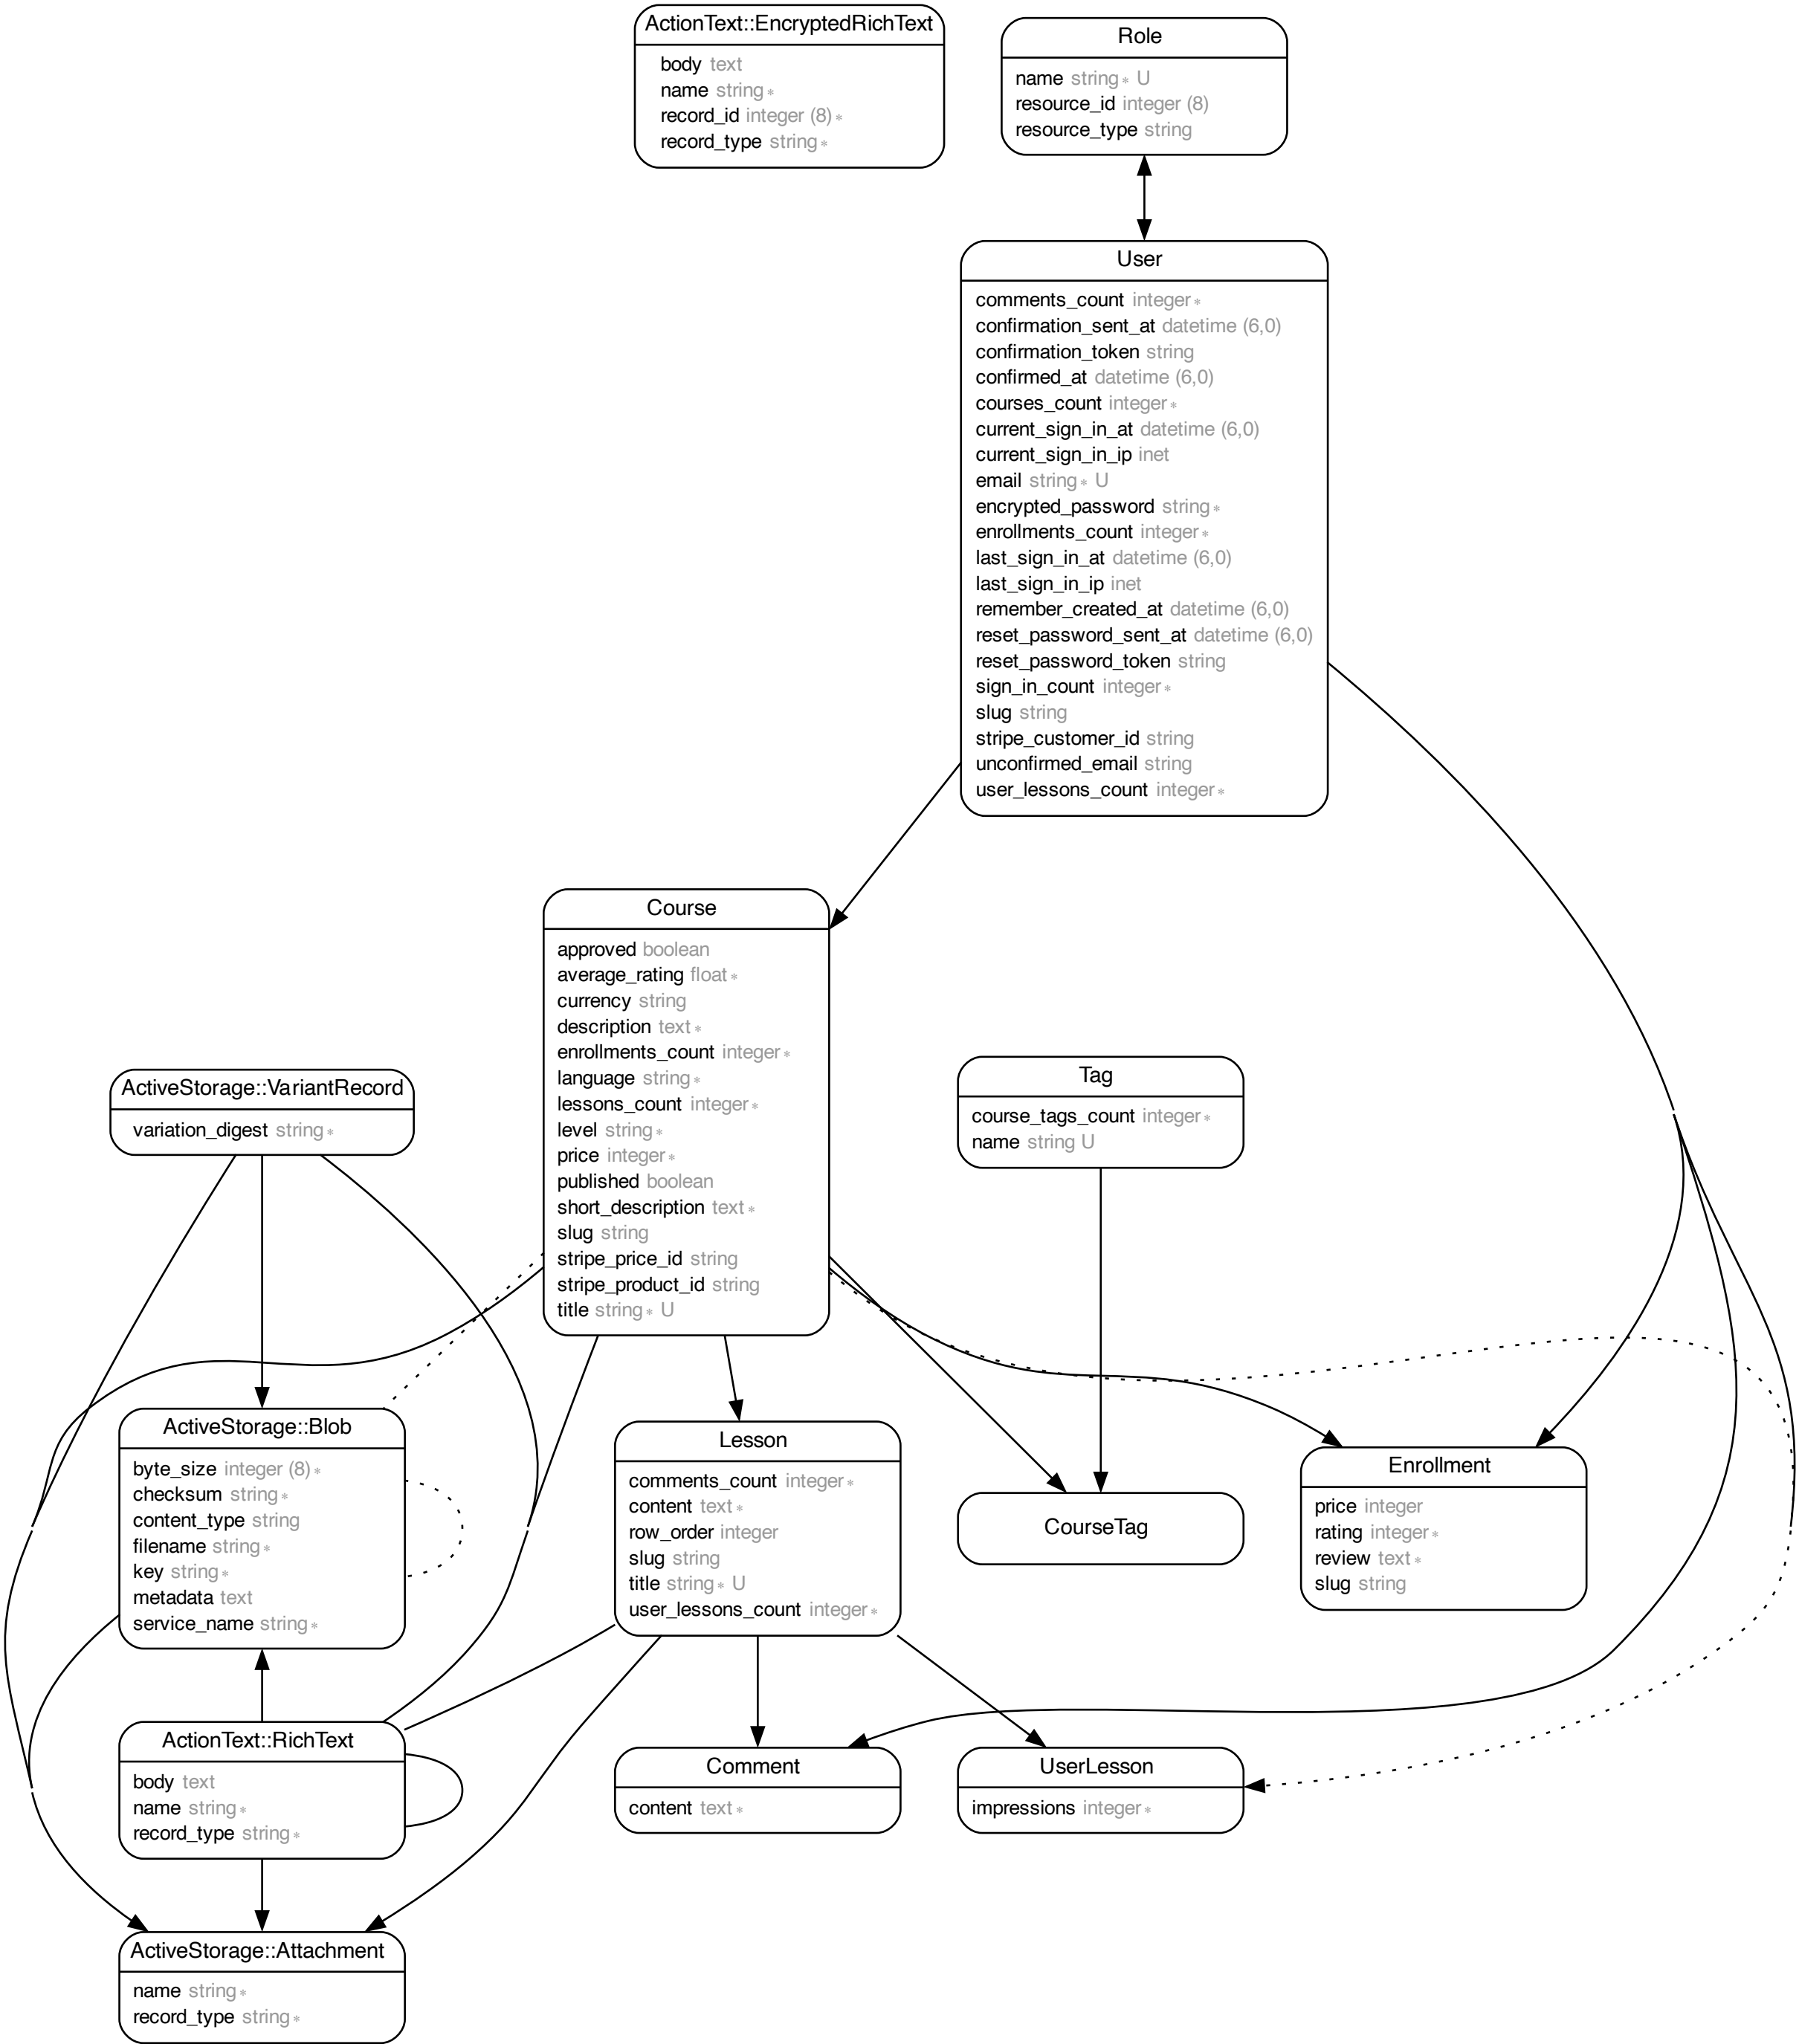 ActionText::EncryptedRichText
body text
name string∗
record_id integer (8)∗
record_type string∗
Role
name string∗ U
resource_id integer (8)
resource_type string
User
comments_count integer∗
confirmation_sent_at datetime (6,0)
confirmation_token string
confirmed_at datetime (6,0)
courses_count integer∗
current_sign_in_at datetime (6,0)
current_sign_in_ip inet
email string∗ U
encrypted_password string∗
enrollments_count integer∗
last_sign_in_at datetime (6,0)
last_sign_in_ip inet
remember_created_at datetime (6,0)
reset_password_sent_at datetime (6,0)
reset_password_token string
sign_in_count integer∗
slug string
stripe_customer_id string
unconfirmed_email string
user_lessons_count integer∗
Course
approved boolean
average_rating float∗
currency string
description text∗
enrollments_count integer∗
language string∗
lessons_count integer∗
level string∗
price integer∗
published boolean
short_description text∗
slug string
stripe_price_id string
stripe_product_id string
title string∗ U
ActiveStorage::VariantRecord
variation_digest string∗
Tag
course_tags_count integer∗
name string U
ActiveStorage::Blob
byte_size integer (8)∗
checksum string∗
content_type string
filename string∗
key string∗
metadata text
service_name string∗
Lesson
comments_count integer∗
content text∗
row_order integer
slug string
title string∗ U
user_lessons_count integer∗
CourseTag
Enrollment
price integer
rating integer∗
review text∗
slug string
ActionText::RichText
body text
name string∗
record_type string∗
Comment
content text∗
UserLesson
impressions integer∗
ActiveStorage::Attachment
name string∗
record_type string∗